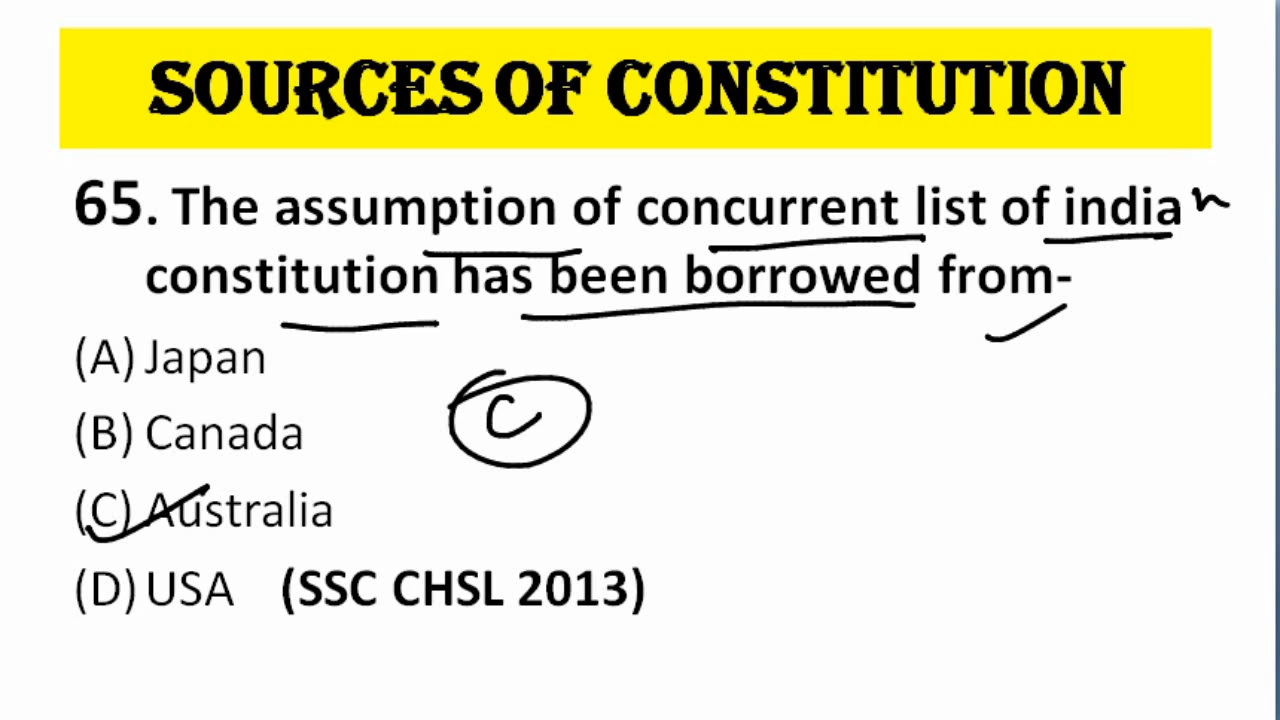 SOURCES OF CONSTITUTION
65. The assumption of concurrent list of india n
constitution has been borrowed from-
(A) Japan
(B) Canada
C
(C) Australia
(D) USA (SSC CHSL 2013)